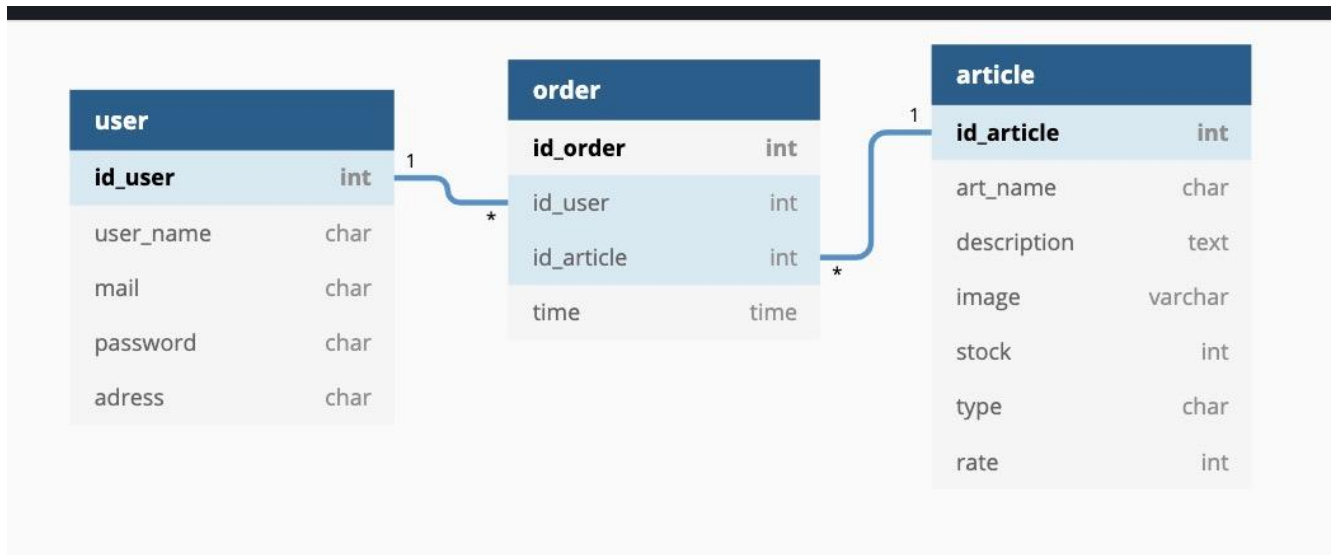 user
id_user int
user_name char
mail char
password char
adress char
1
*
order
id_order int
id_user int
id_article int
time time
*
1
article
id_article int
art_name char
description text
image varchar
stock int
type char
rate int